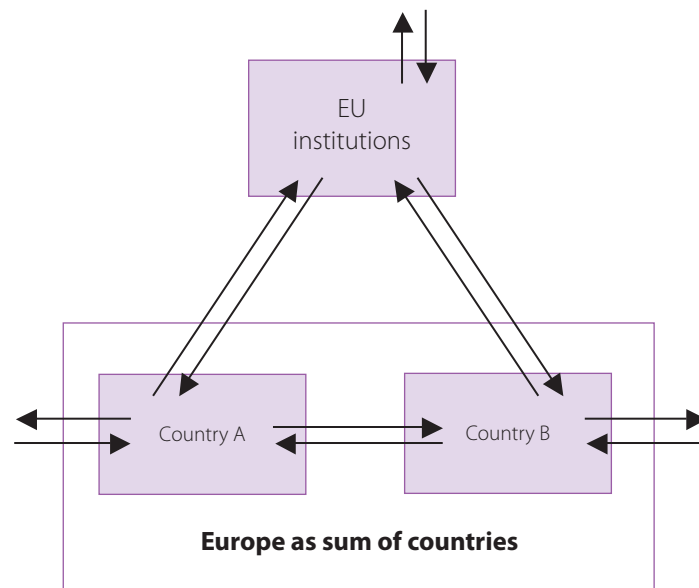 EU
institutions
Country A
Country B
Europe as sum of countries